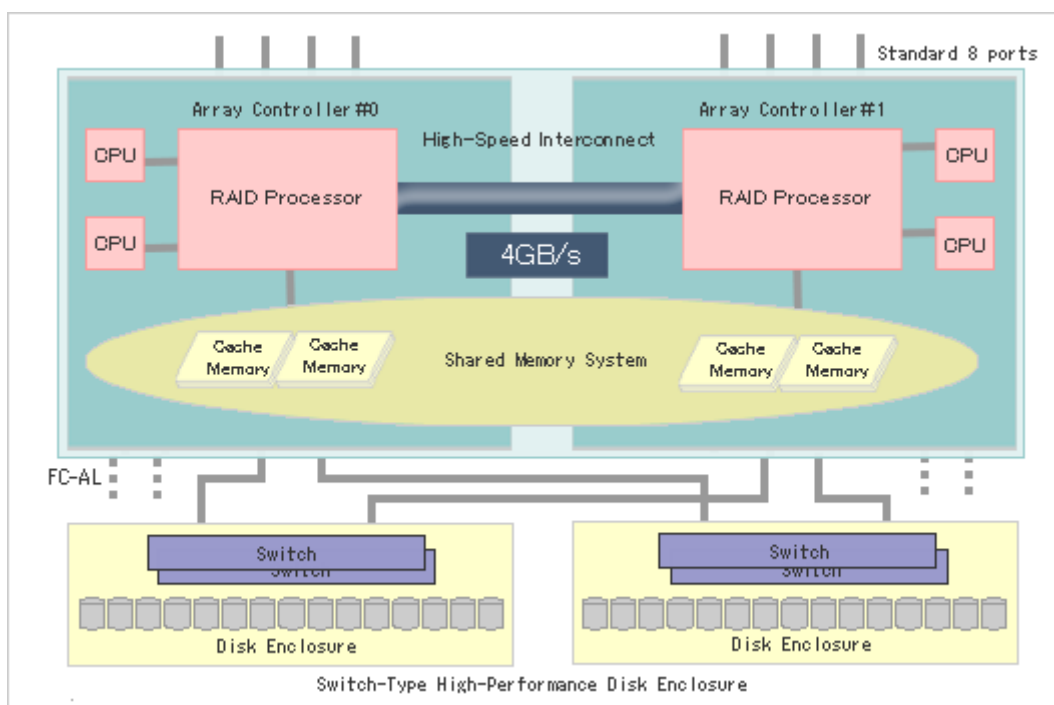 Standard 8 ports
Array Controller#0
Array Controller#1
High-Speed Interconnect
CPU
RAID Processor
RAID Processor
CPU
CPU
CPU
4GB/s
Cache
Memory
Cache
Memory
Shared Memory System
Cache
Memory
Cache
Memory
FC-AL
Switch
Switch
Switch
Switch
Disk Enclosure
Disk Enclosure
Switch-Type High-Performance Disk Enclosure